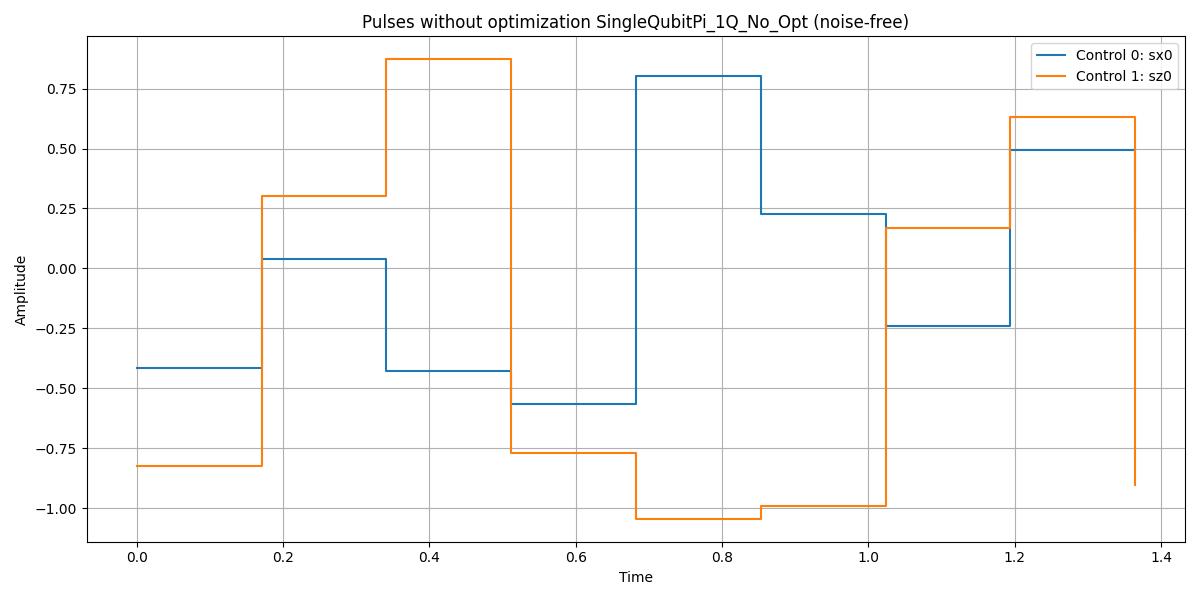 Pulses without optimization SingleQubitPi_1Q_No_Opt (noise-free)
Control 0: sx0
Control 1: sz0
Amplitude
0.75
0.50
0.25
0.00
−0.25
−0.50
−0.75
−1.00
0.0 0.2 0.4 0.6 0.8 1.0 1.2 1.4
Time